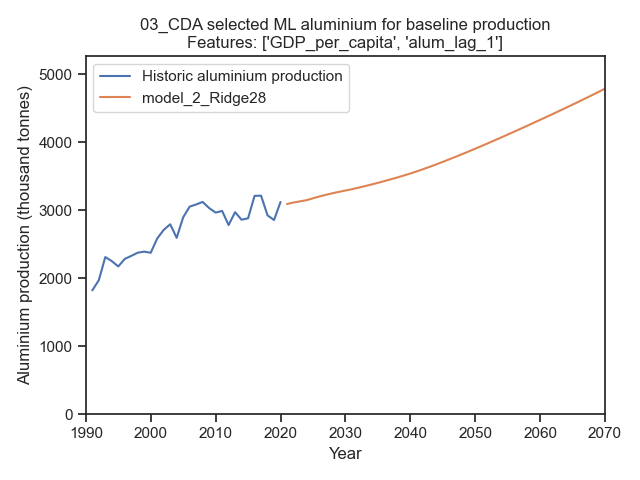 03_CDA selected ML aluminium for baseline production
Features: ['GDP_per_capita', 'alum_lag_1']
Historic aluminium production
model_2_Ridge28
Aluminium production (thousand tonnes)
5000
4000
3000
2000
1000
0
1990 2000 2010 2020 2030 2040 2050 2060 2070
Year